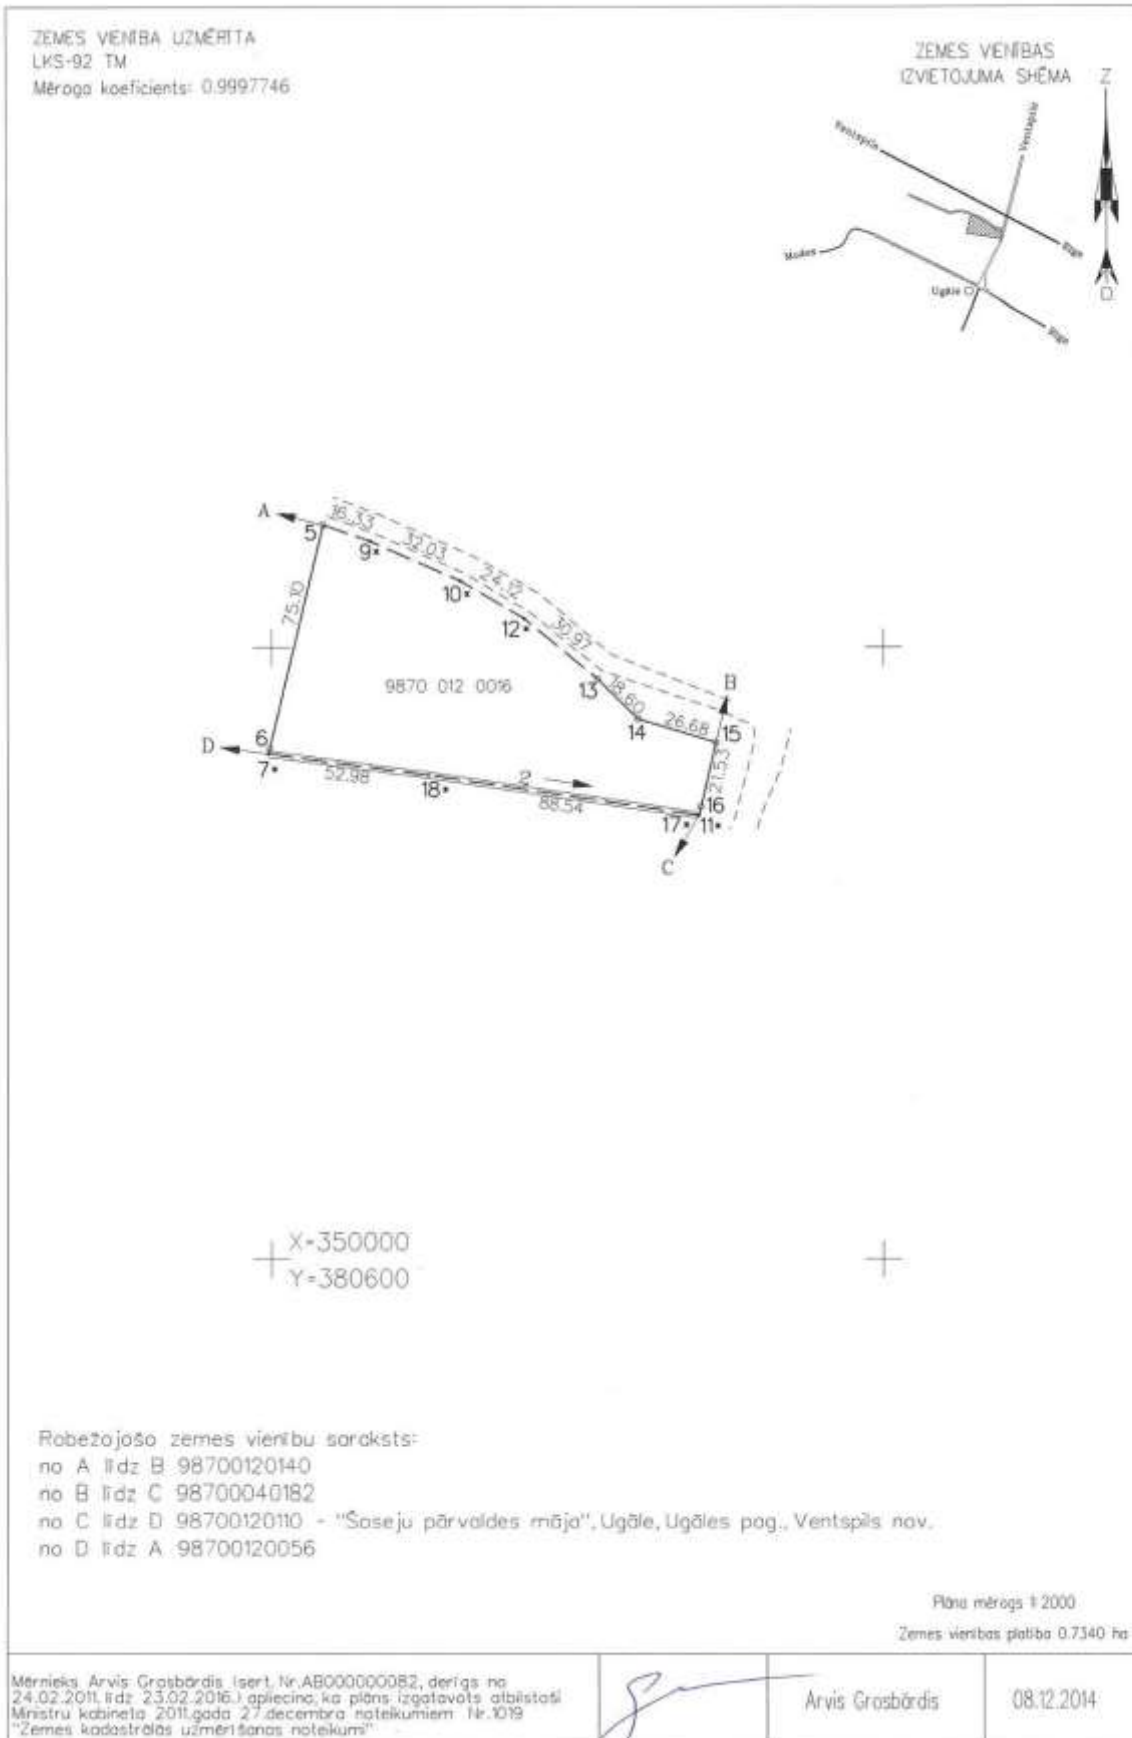 ZEMES VIENĪBA UZMĒRĪTA
LKS-92 TM
Mēroga koeficients: 0.9997746
ZEMES VIENĪBAS
IZVIETOJUMA SHĒMA
Z
Ventspils
Ventspils
Rīga
Ugāle
Rīga
D
A
5
16.33
9*
32.03
10*
24.12
12*
30.97
75.10
9870 012 0016
13
18.60
14
26.68
B
15
D
6
7*
52.98
18*
2
88.54
21.53
16
17* 11*
C
X=350000
Y=380600
Robežojošo zemes vienību saraksts:
no A līdz B 98700120140
no B līdz C 98700040182
no C līdz D 98700120110 - "Šoseju pārvaldes māja", Ugāle, Ugāles pag., Ventspils nov.
no D līdz A 98700120056
Plāna mērogs 1:2000
Zemes vienības platība 0.7340 ha
Mērnieks Arvis Grosbārdis (sert. Nr.AB000000082, derīgs no
24.02.2011. līdz 23.02.2016.) apliecina, ka plāns izgatavots atbilstoši
Ministru kabineta 2011.gada 27.decembra noteikumiem Nr.1019
"Zemes kadastrālās uzmērīšanas noteikumi"
Arvis Grosbārdis
08.12.2014